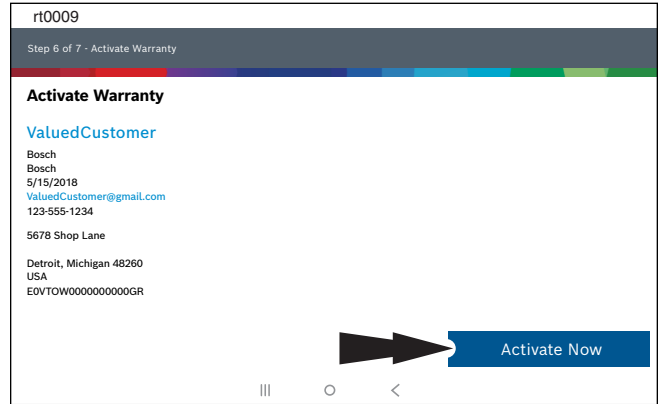 rt0009
Step 6 of 7 - Activate Warranty
Activate Warranty
ValuedCustomer
Bosch
Bosch
5/15/2018
ValuedCustomer@gmail.com
123-555-1234
5678 Shop Lane
Detroit, Michigan 48260
USA
E0VTOW0000000000GR
Activate Now